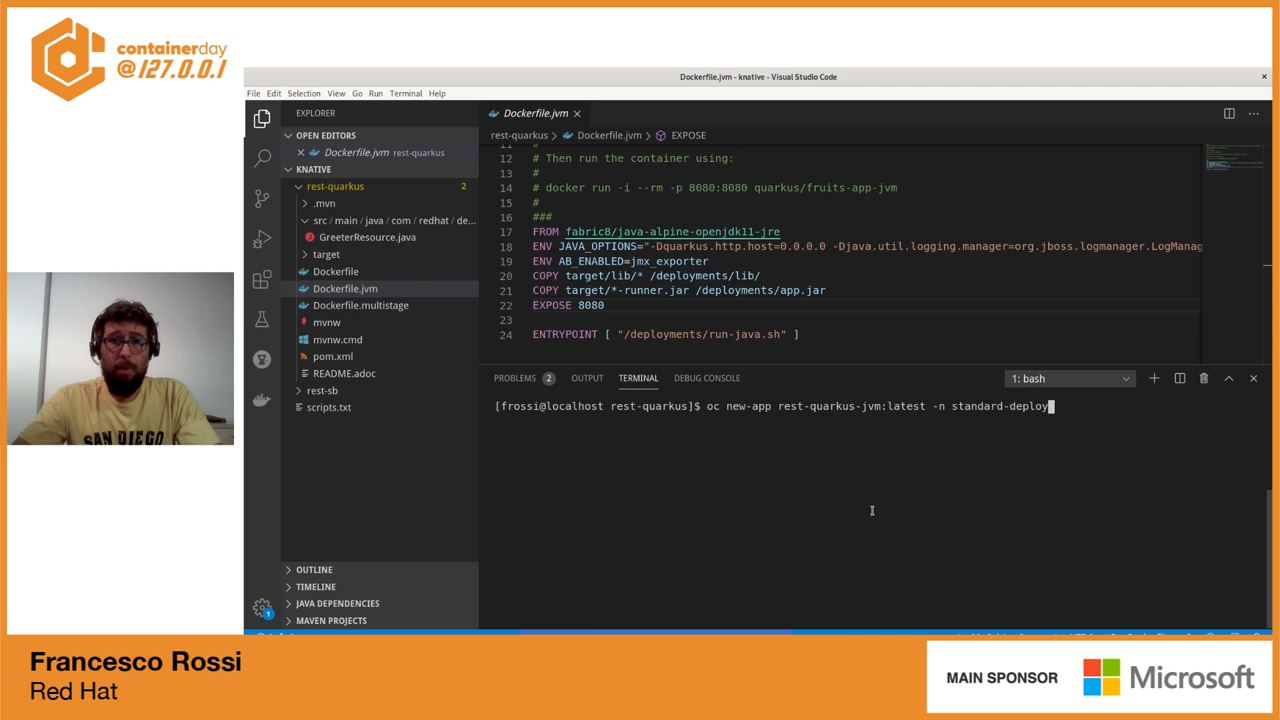 containerday
@127.0.0.1
Dockerfile.jvm - knative - Visual Studio Code
File Edit Selection View Go Run Terminal Help
EXPLORER
OPEN EDITORS
Dockerfile.jvm rest-quarkus
KNATIVE
rest-quarkus 2
.mvn
src / main / java / com / redhat / de...
GreeterResource.java
target
Dockerfile
Dockerfile.jvm
Dockerfile.multistage
mvnw
mvnw.cmd
pom.xml
README.adoc
rest-sb
scripts.txt
OUTLINE
TIMELINE
JAVA DEPENDENCIES
MAVEN PROJECTS
1
Dockerfile.jvm
rest-quarkus > Dockerfile.jvm > EXPOSE
12 # Then run the container using:
13 #
14 # docker run -i --rm -p 8080:8080 quarkus/fruits-app-jvm
15 #
16 ###
17 FROM fabric8/java-alpine-openjdk11-jre
18 ENV JAVA_OPTIONS="-Dquarkus.http.host=0.0.0.0 -Djava.util.logging.manager=org.jboss.logmanager.LogManag
19 ENV AB_ENABLED=jmx_exporter
20 COPY target/lib/* /deployments/lib/
21 COPY target/*-runner.jar /deployments/app.jar
22 EXPOSE 8080
23
24 ENTRYPOINT [ "/deployments/run-java.sh" ]
PROBLEMS 2 OUTPUT TERMINAL DEBUG CONSOLE 1: bash
[frossi@localhost rest-quarkus]$ oc new-app rest-quarkus-jvm:latest -n standard-deploy
SAN DIEGO
Francesco Rossi
Red Hat
MAIN SPONSOR Microsoft